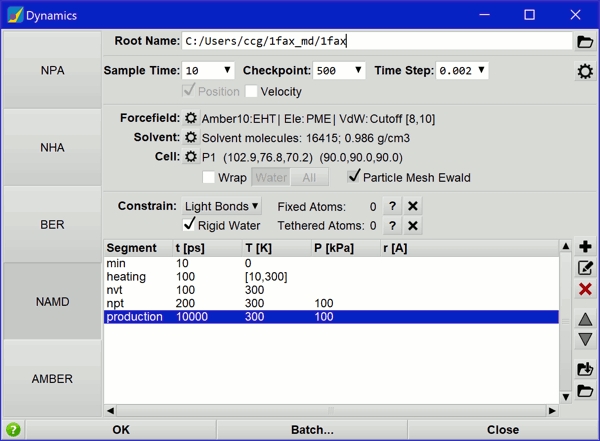 Dynamics
NPA
NHA
BER
NAMD
AMBER
Root Name: C:/Users/ccg/1fax_md/1fax
Sample Time: 10 Checkpoint: 500 Time Step: 0.002
Position Velocity
Forcefield: Amber10:EHT| Ele:PME| VdW:Cutoff [8,10]
Solvent: Solvent molecules: 16415; 0.986 g/cm3
Cell: P1 (102.9,76.8,70.2) (90.0,90.0,90.0)
Wrap Water All Particle Mesh Ewald
Constrain: Light Bonds Fixed Atoms: 0 ?
Rigid Water Tethered Atoms: 0 ?
Segment t [ps] T [K] P [kPa] r [A]
min 10 0
heating 100 [10,300]
nvt 100 300
npt 200 300 100
production 10000 300 100
? OK Batch... Close